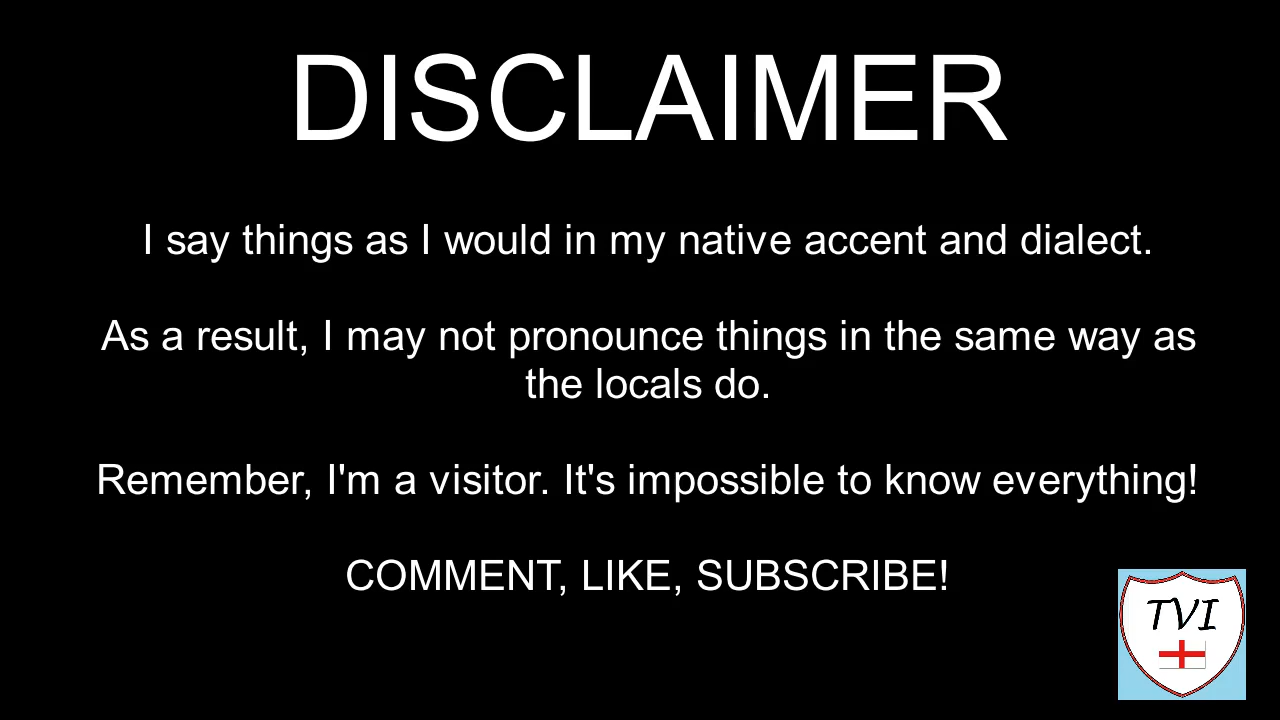 DISCLAIMER
I say things as I would in my native accent and dialect.
As a result, I may not pronounce things in the same way as
the locals do.
Remember, I'm a visitor. It's impossible to know everything!
COMMENT, LIKE, SUBSCRIBE!
TVI